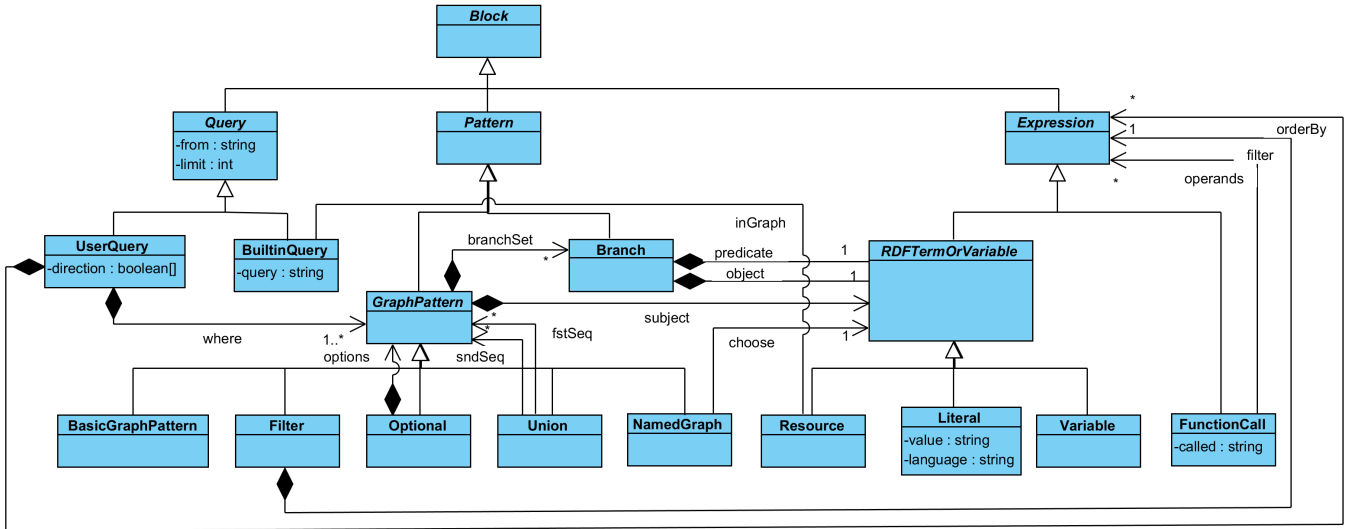 Block
Query
-from : string
-limit : int
Pattern
Expression
*
1
orderBy
filter
*
operands
UserQuery
-direction : boolean[]
BuiltinQuery
-query : string
branchSet
*
Branch
inGraph
predicate
1
object
1
RDFTermOrVariable
GraphPattern
subject
where
1..*
options
*
*
fstSeq
sndSeq
choose
1
BasicGraphPattern
Filter
Optional
Union
NamedGraph
Resource
Literal
-value : string
-language : string
Variable
FunctionCall
-called : string